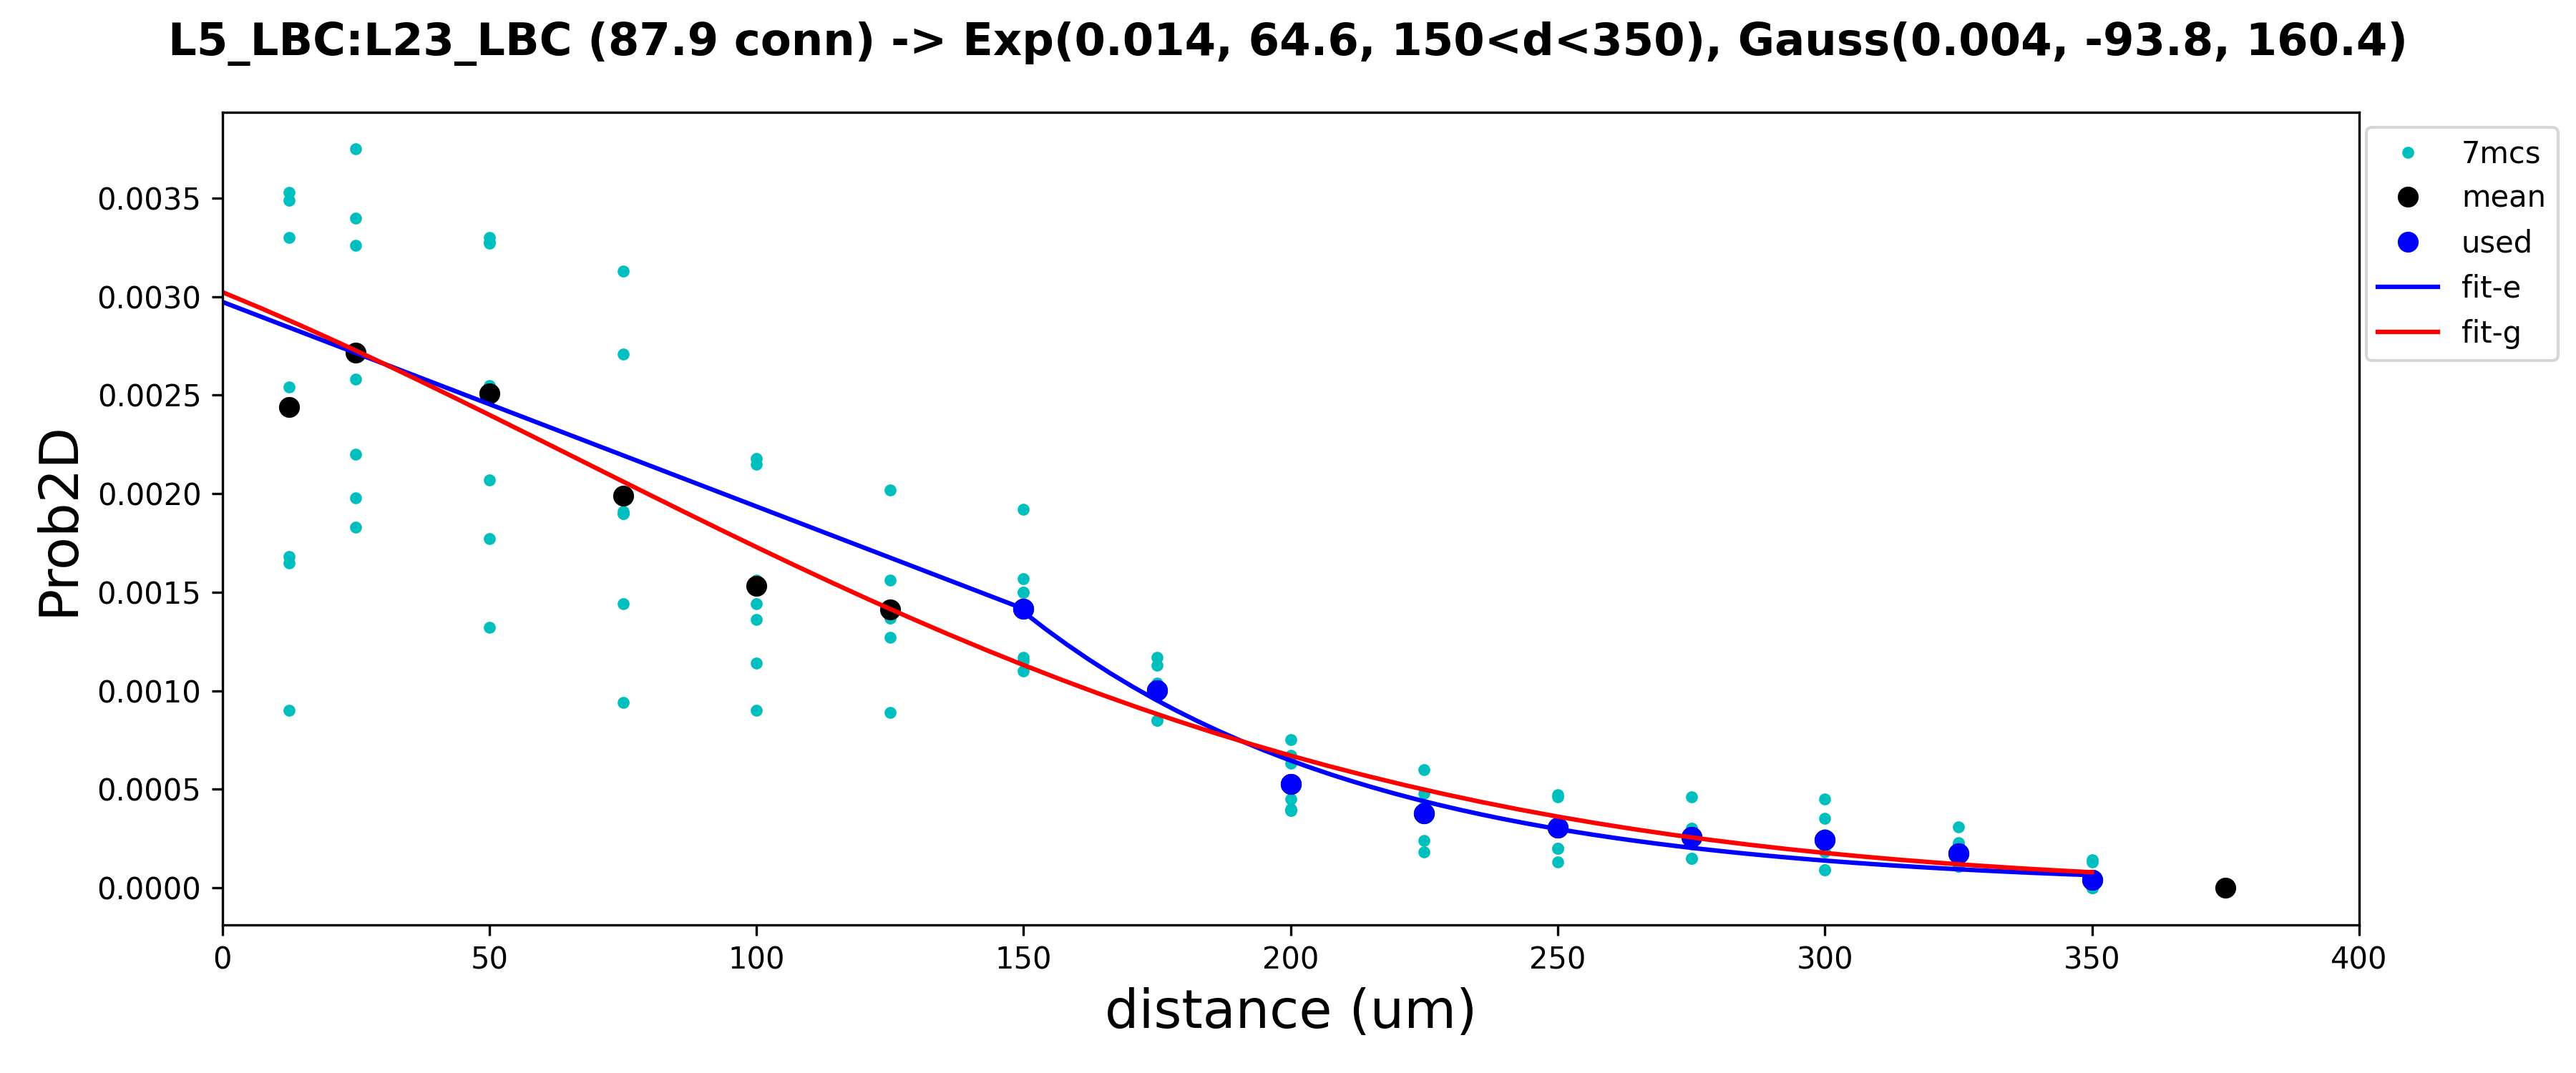 L5_LBC:L23_LBC (87.9 conn) -> Exp(0.014, 64.6, 150<d<350), Gauss(0.004, -93.8, 160.4)
7mcs
mean
used
fit-e
fit-g
Prob2D
0.0035
0.0030
0.0025
0.0020
0.0015
0.0010
0.0005
0.0000
0 50 100 150 200 250 300 350 400
distance (um)